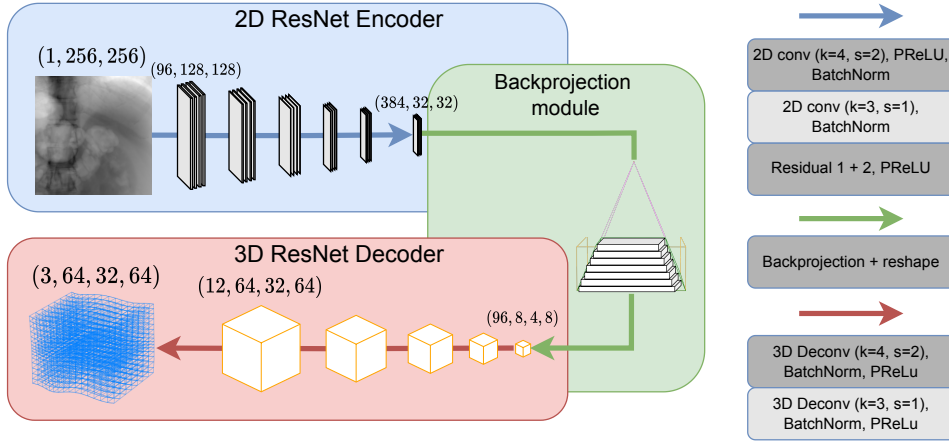 2D ResNet Encoder
(1, 256, 256)
(96, 128, 128)
(384, 32, 32)
Backprojection
module
3D ResNet Decoder
(3, 64, 32, 64)
(12, 64, 32, 64)
(96, 8, 4, 8)
2D conv (k=4, s=2), PReLU,
BatchNorm
2D conv (k=3, s=1),
BatchNorm
Residual 1 + 2, PReLU
Backprojection + reshape
3D Deconv (k=4, s=2),
BatchNorm, PReLu
3D Deconv (k=3, s=1),
BatchNorm, PReLu